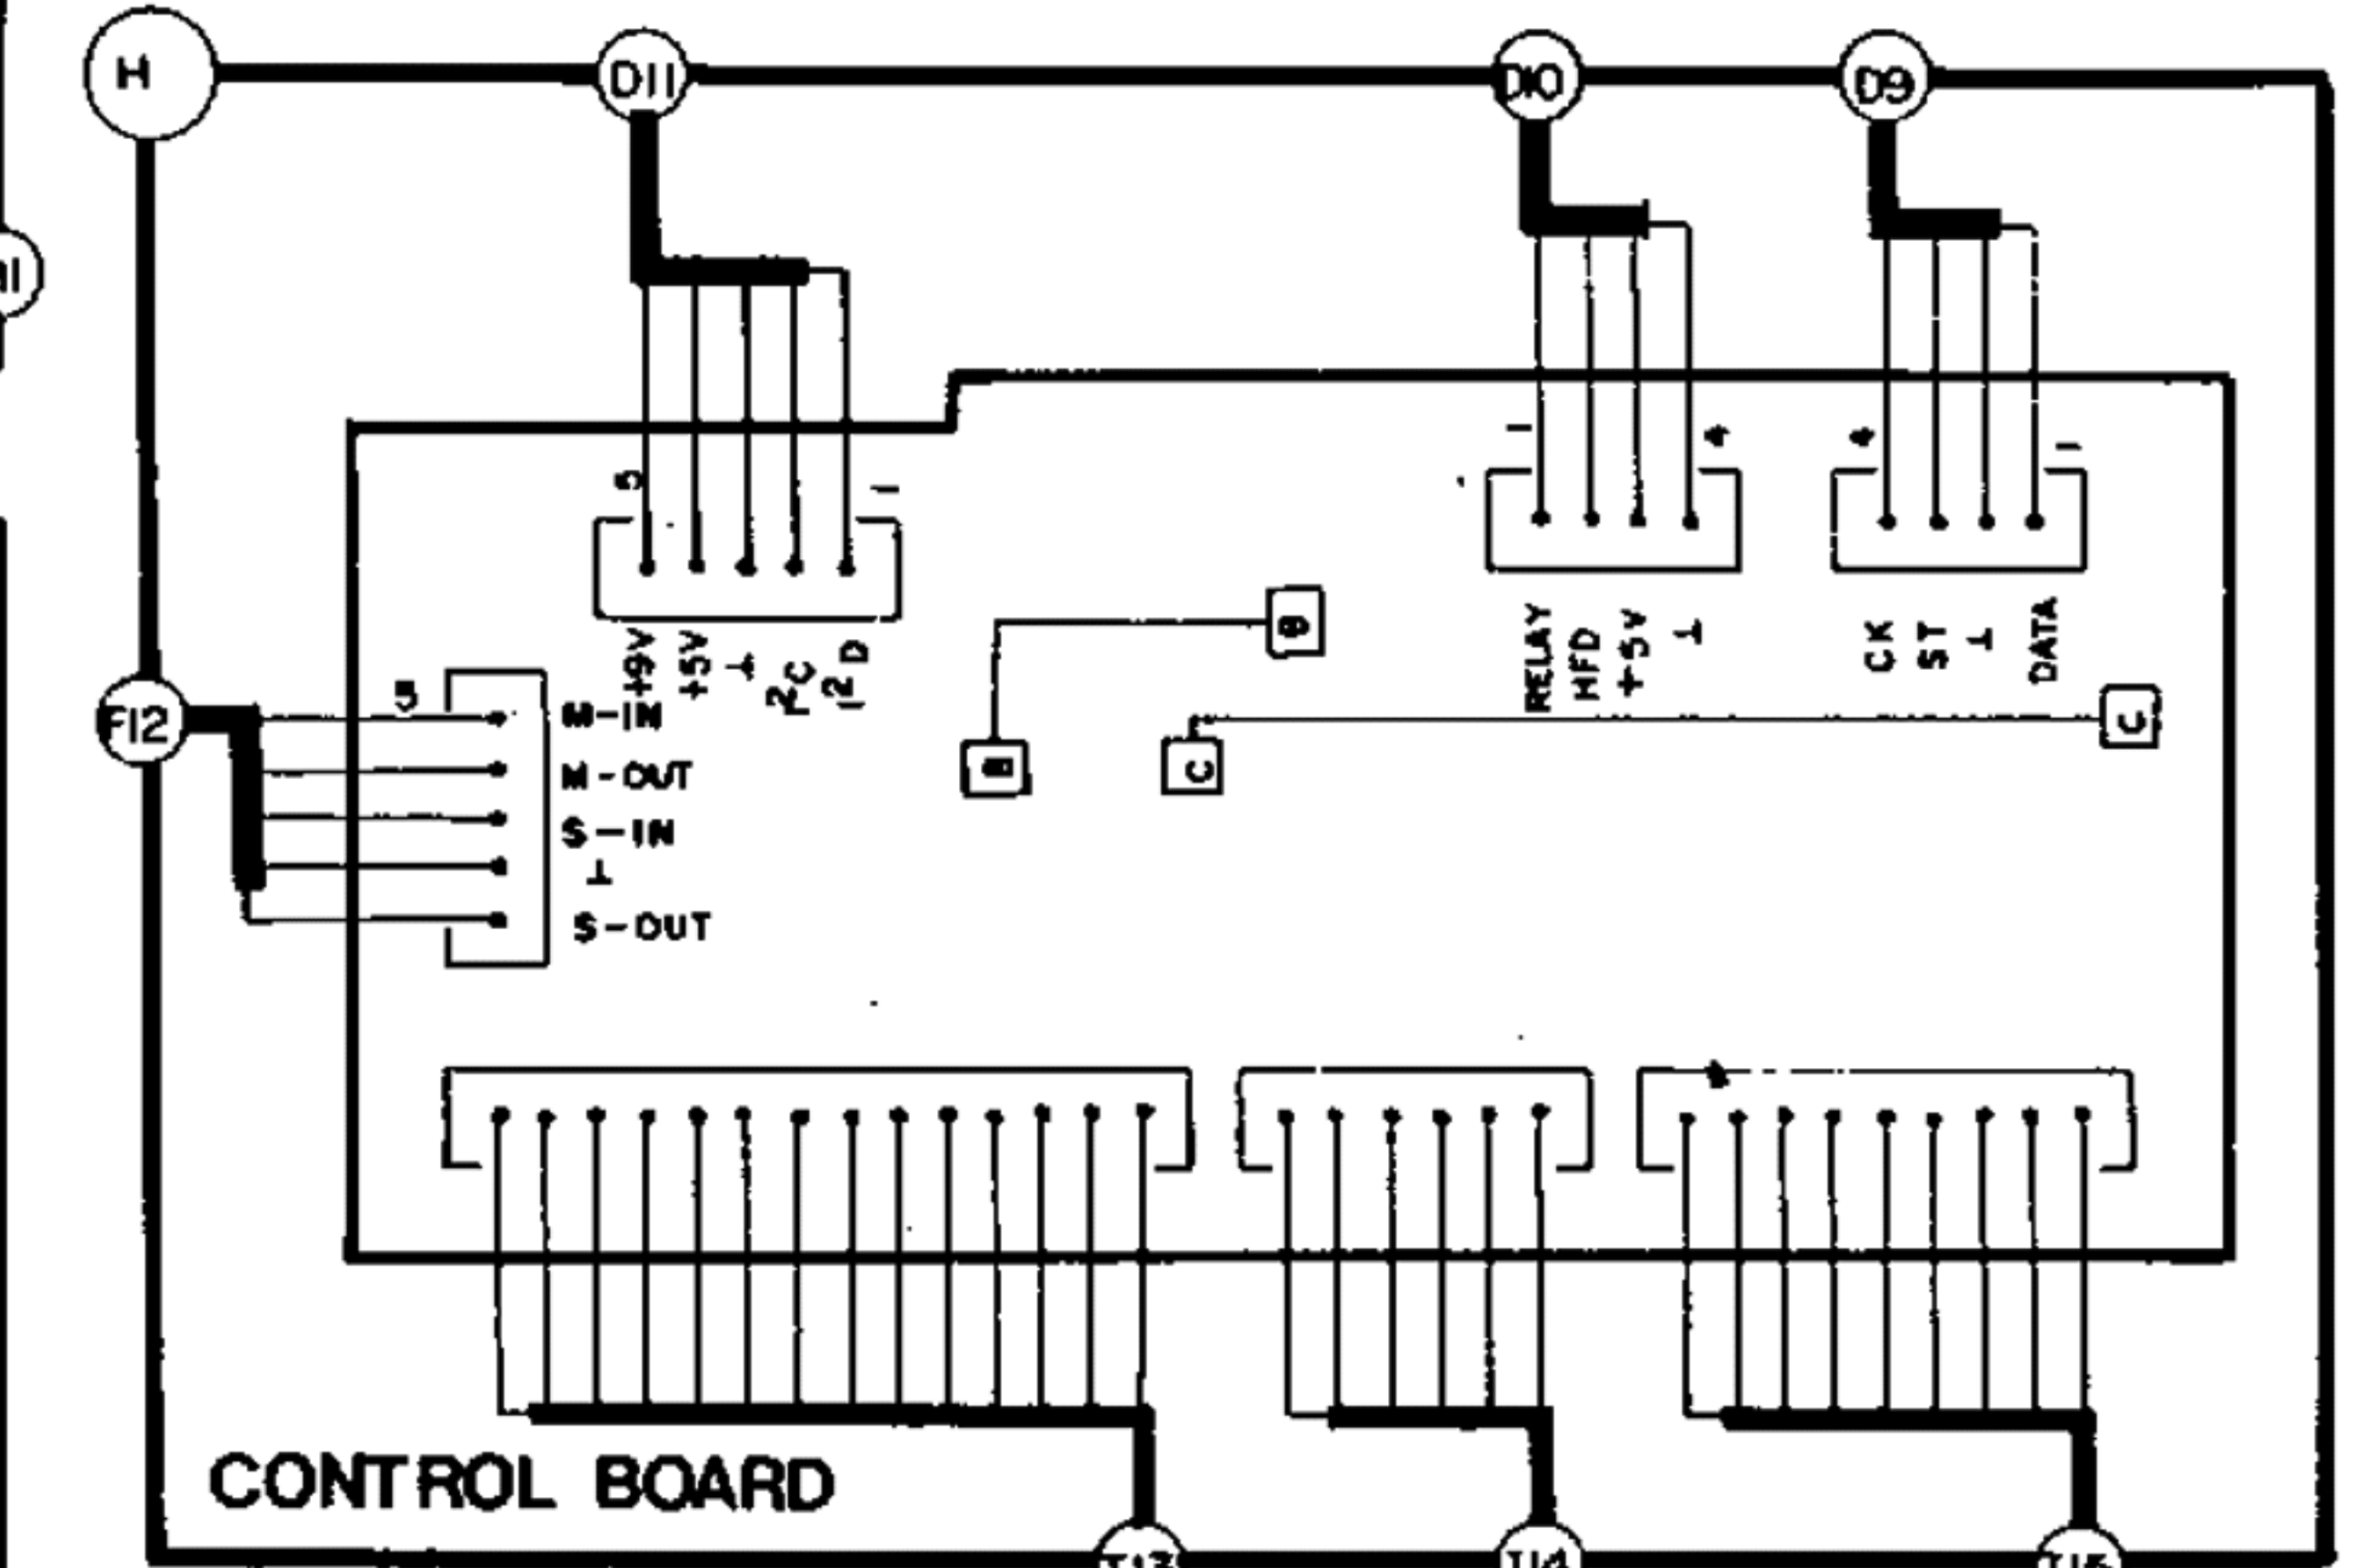 H
D11
D10
D9
5
1
1
4
4
1
+9V
+5V
⊥
I2C
I2D
RELAY
HFD
+5V
⊥
CK
ST
⊥
DATA
B
B
C
C
5
M-IN
M-OUT
S-IN
⊥
S-OUT
F12
CONTROL BOARD